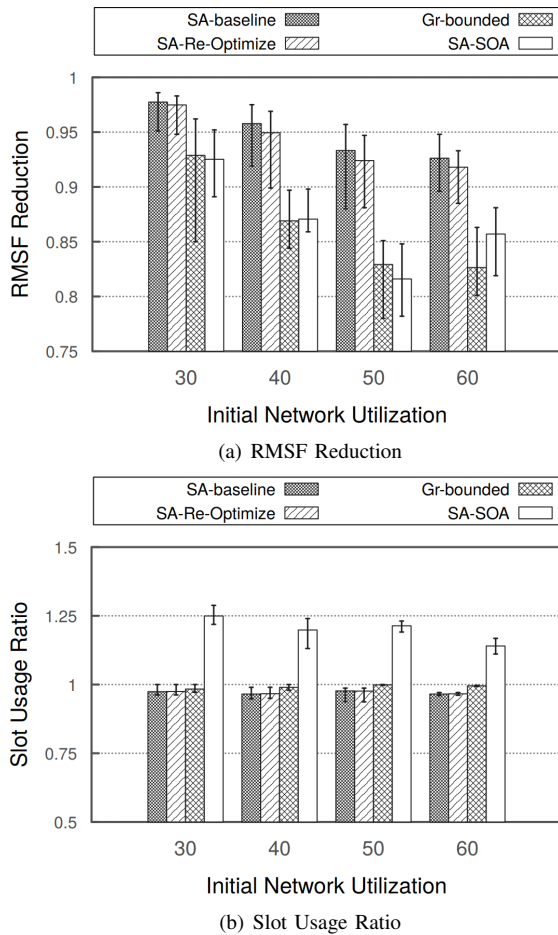 SA-baseline Gr-bounded
SA-Re-Optimize SA-SOA
1
0.95
0.9
0.85
0.8
0.75
RMSF Reduction
30 40 50 60
Initial Network Utilization
(a) RMSF Reduction
SA-baseline Gr-bounded
SA-Re-Optimize SA-SOA
1.5
1.25
1
0.75
0.5
Slot Usage Ratio
30 40 50 60
Initial Network Utilization
(b) Slot Usage Ratio